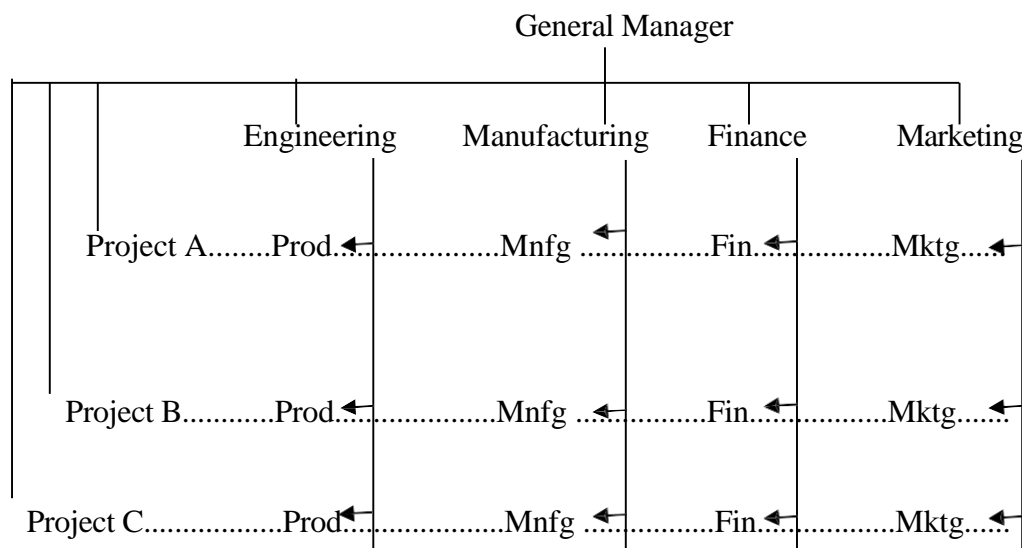 General Manager
Engineering Manufacturing Finance Marketing
Project A........Prod.........................Mnfg .....................Fin......................Mktg......
Project B...............Prod.........................Mnfg .....................Fin.....................Mktg.......
Project C......................Prod.........................Mnfg .....................Fin.....................Mktg......